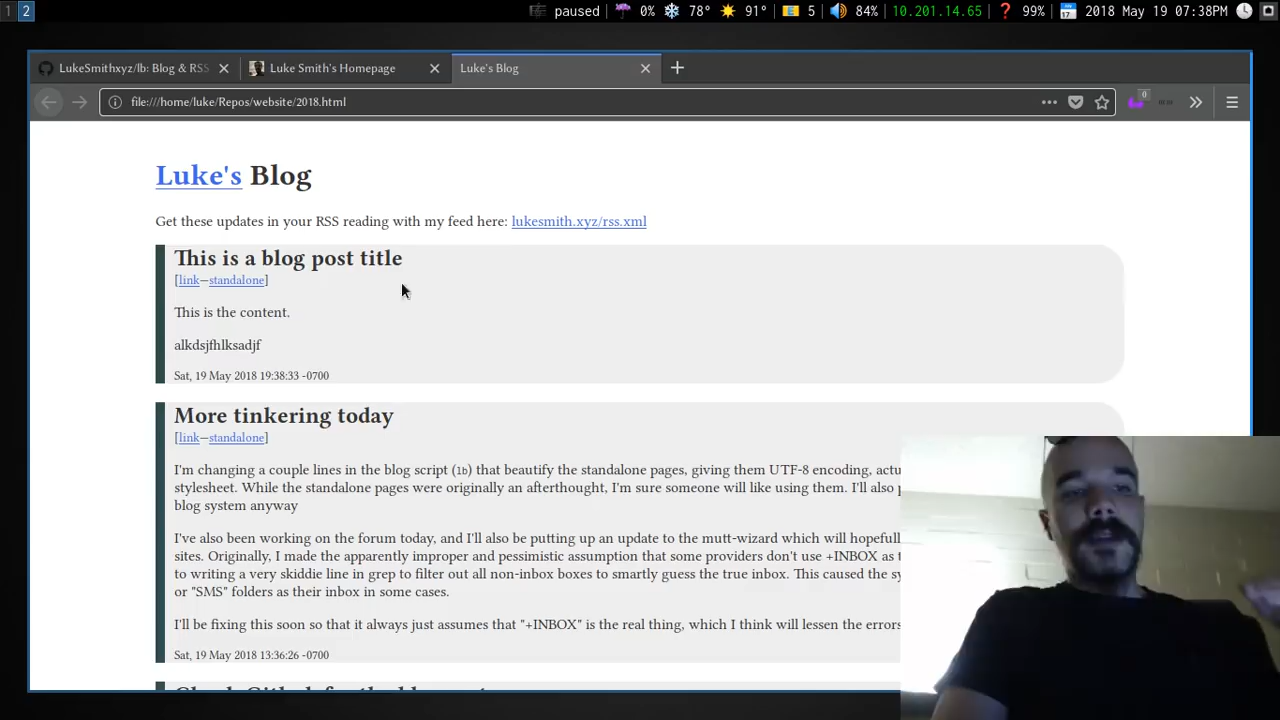 1 2 paused 0% 78° 91° 5 84% 10.201.14.65 99% 2018 May 19 07:38PM
LukeSmithxyz/lb: Blog & RSS Luke Smith's Homepage Luke's Blog
file:///home/luke/Repos/website/2018.html 0
Luke's Blog
Get these updates in your RSS reading with my feed here: lukesmith.xyz/rss.xml
This is a blog post title
[link—standalone]
This is the content.
alkdsjfhlksadjf
Sat, 19 May 2018 19:38:33 -0700
More tinkering today
[link—standalone]
I'm changing a couple lines in the blog script (lb) that beautify the standalone pages, giving them UTF-8 encoding, actu
stylesheet. While the standalone pages were originally an afterthought, I'm sure someone will like using them. I'll also
blog system anyway
I've also been working on the forum today, and I'll also be putting up an update to the mutt-wizard which will hopefull
sites. Originally, I made the apparently improper and pessimistic assumption that some providers don't use +INBOX as
to writing a very skiddie line in grep to filter out all non-inbox boxes to smartly guess the true inbox. This caused the sy
or "SMS" folders as their inbox in some cases.
I'll be fixing this soon so that it always just assumes that "+INBOX" is the real thing, which I think will lessen the errors
Sat, 19 May 2018 13:36:26 -0700